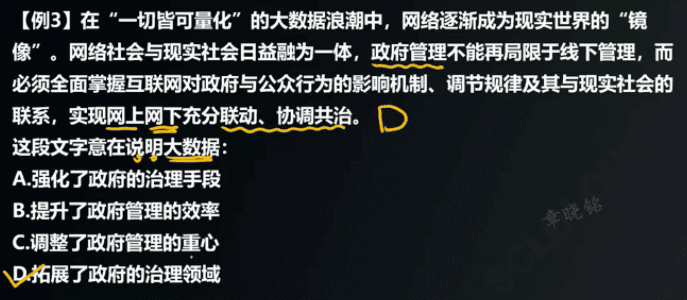 【例3】在“一切皆可量化”的大数据浪潮中，网络逐渐成为现实世界的“镜
像”。网络社会与现实社会日益融为一体，政府管理不能再局限于线下管理，而
必须全面掌握互联网对政府与公众行为的影响机制、调节规律及其与现实社会的
联系，实现网上网下充分联动、协调共治。 D
这段文字意在说明大数据：
A.强化了政府的治理手段
B.提升了政府管理的效率
C.调整了政府管理的重心
章晓铭
D.拓展了政府的治理领域